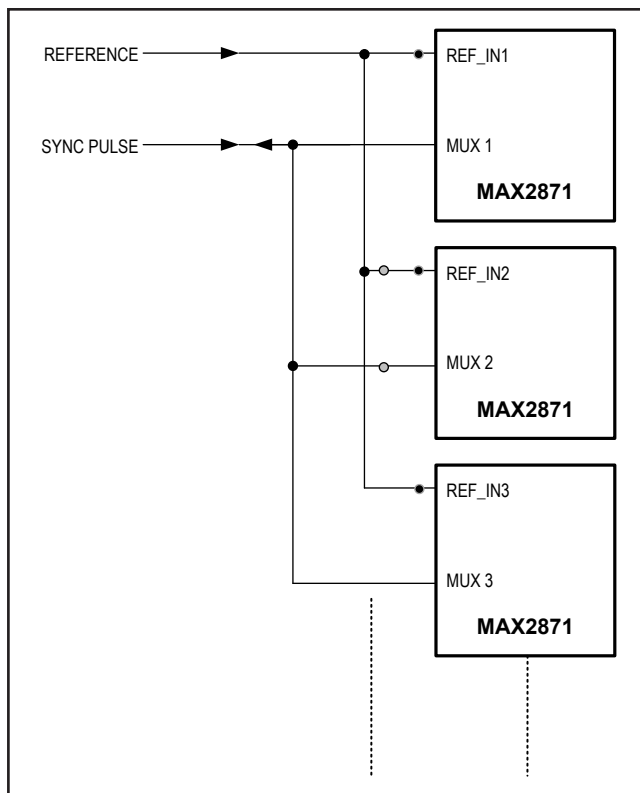 REFERENCE
REF_IN1
SYNC PULSE
MUX 1
MAX2871
REF_IN2
MUX 2
MAX2871
REF_IN3
MUX 3
MAX2871